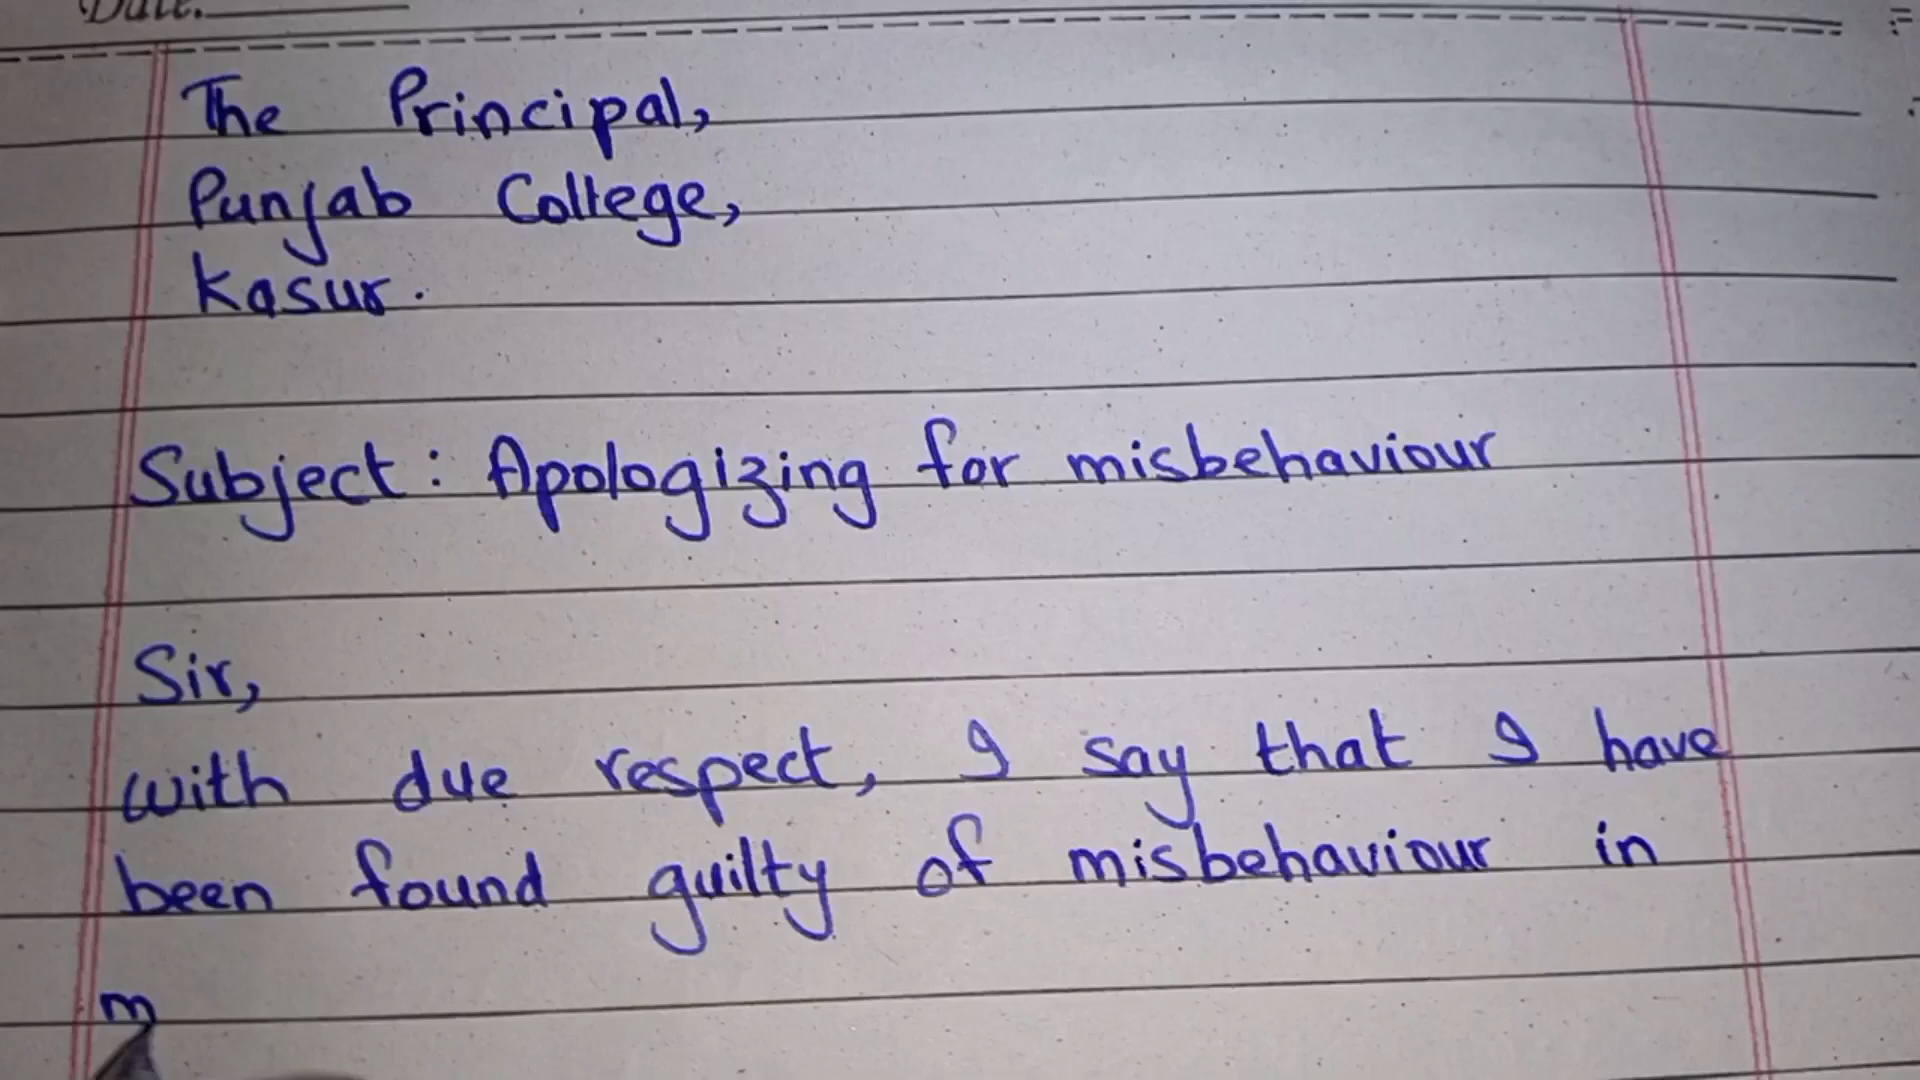 Date.
The Principal,
Punjab College,
Kasur.
Subject: Apologizing for misbehaviour
Sir,
with due respect, I say that I have
been found guilty of misbehaviour in
m